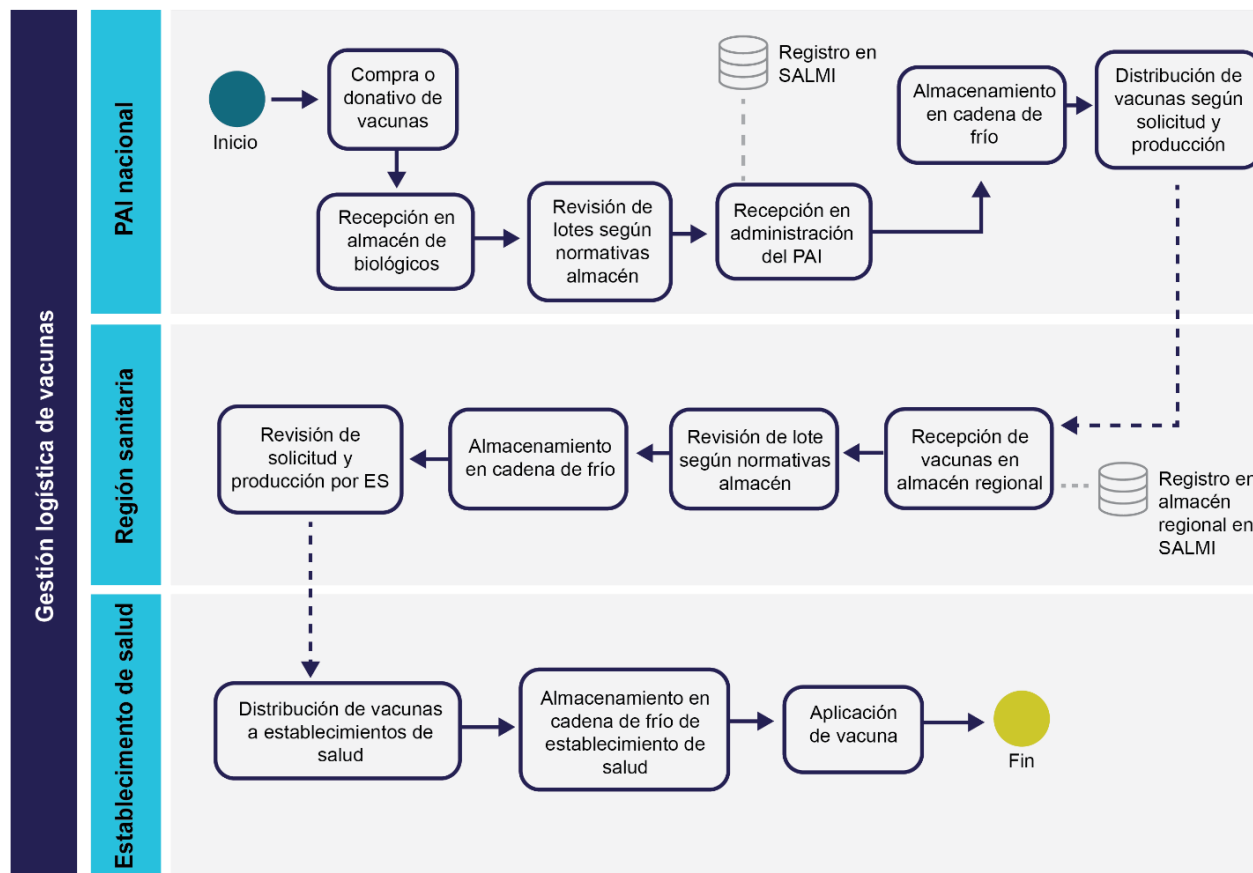 Gestión logística de vacunas
PAI nacional
Inicio
Compra o
donativo de
vacunas
Recepción en
almacén de
biológicos
Revisión de
lotes según
normativas
almacén
Registro en
SALMI
Recepción en
administración
del PAI
Almacenamiento
en cadena de
frío
Distribución de
vacunas según
solicitud y
producción
Región sanitaria
Recepción de
vacunas en
almacén regional
Registro en
almacén
regional en
SALMI
Revisión de lote
según normativas
almacén
Almacenamiento
en cadena de frío
Revisión de
solicitud y
producción por ES
Establecimento de salud
Distribución de vacunas
a establecimientos de
salud
Almacenamiento en
cadena de frío de
establecimiento de
salud
Aplicación
de vacuna
Fin